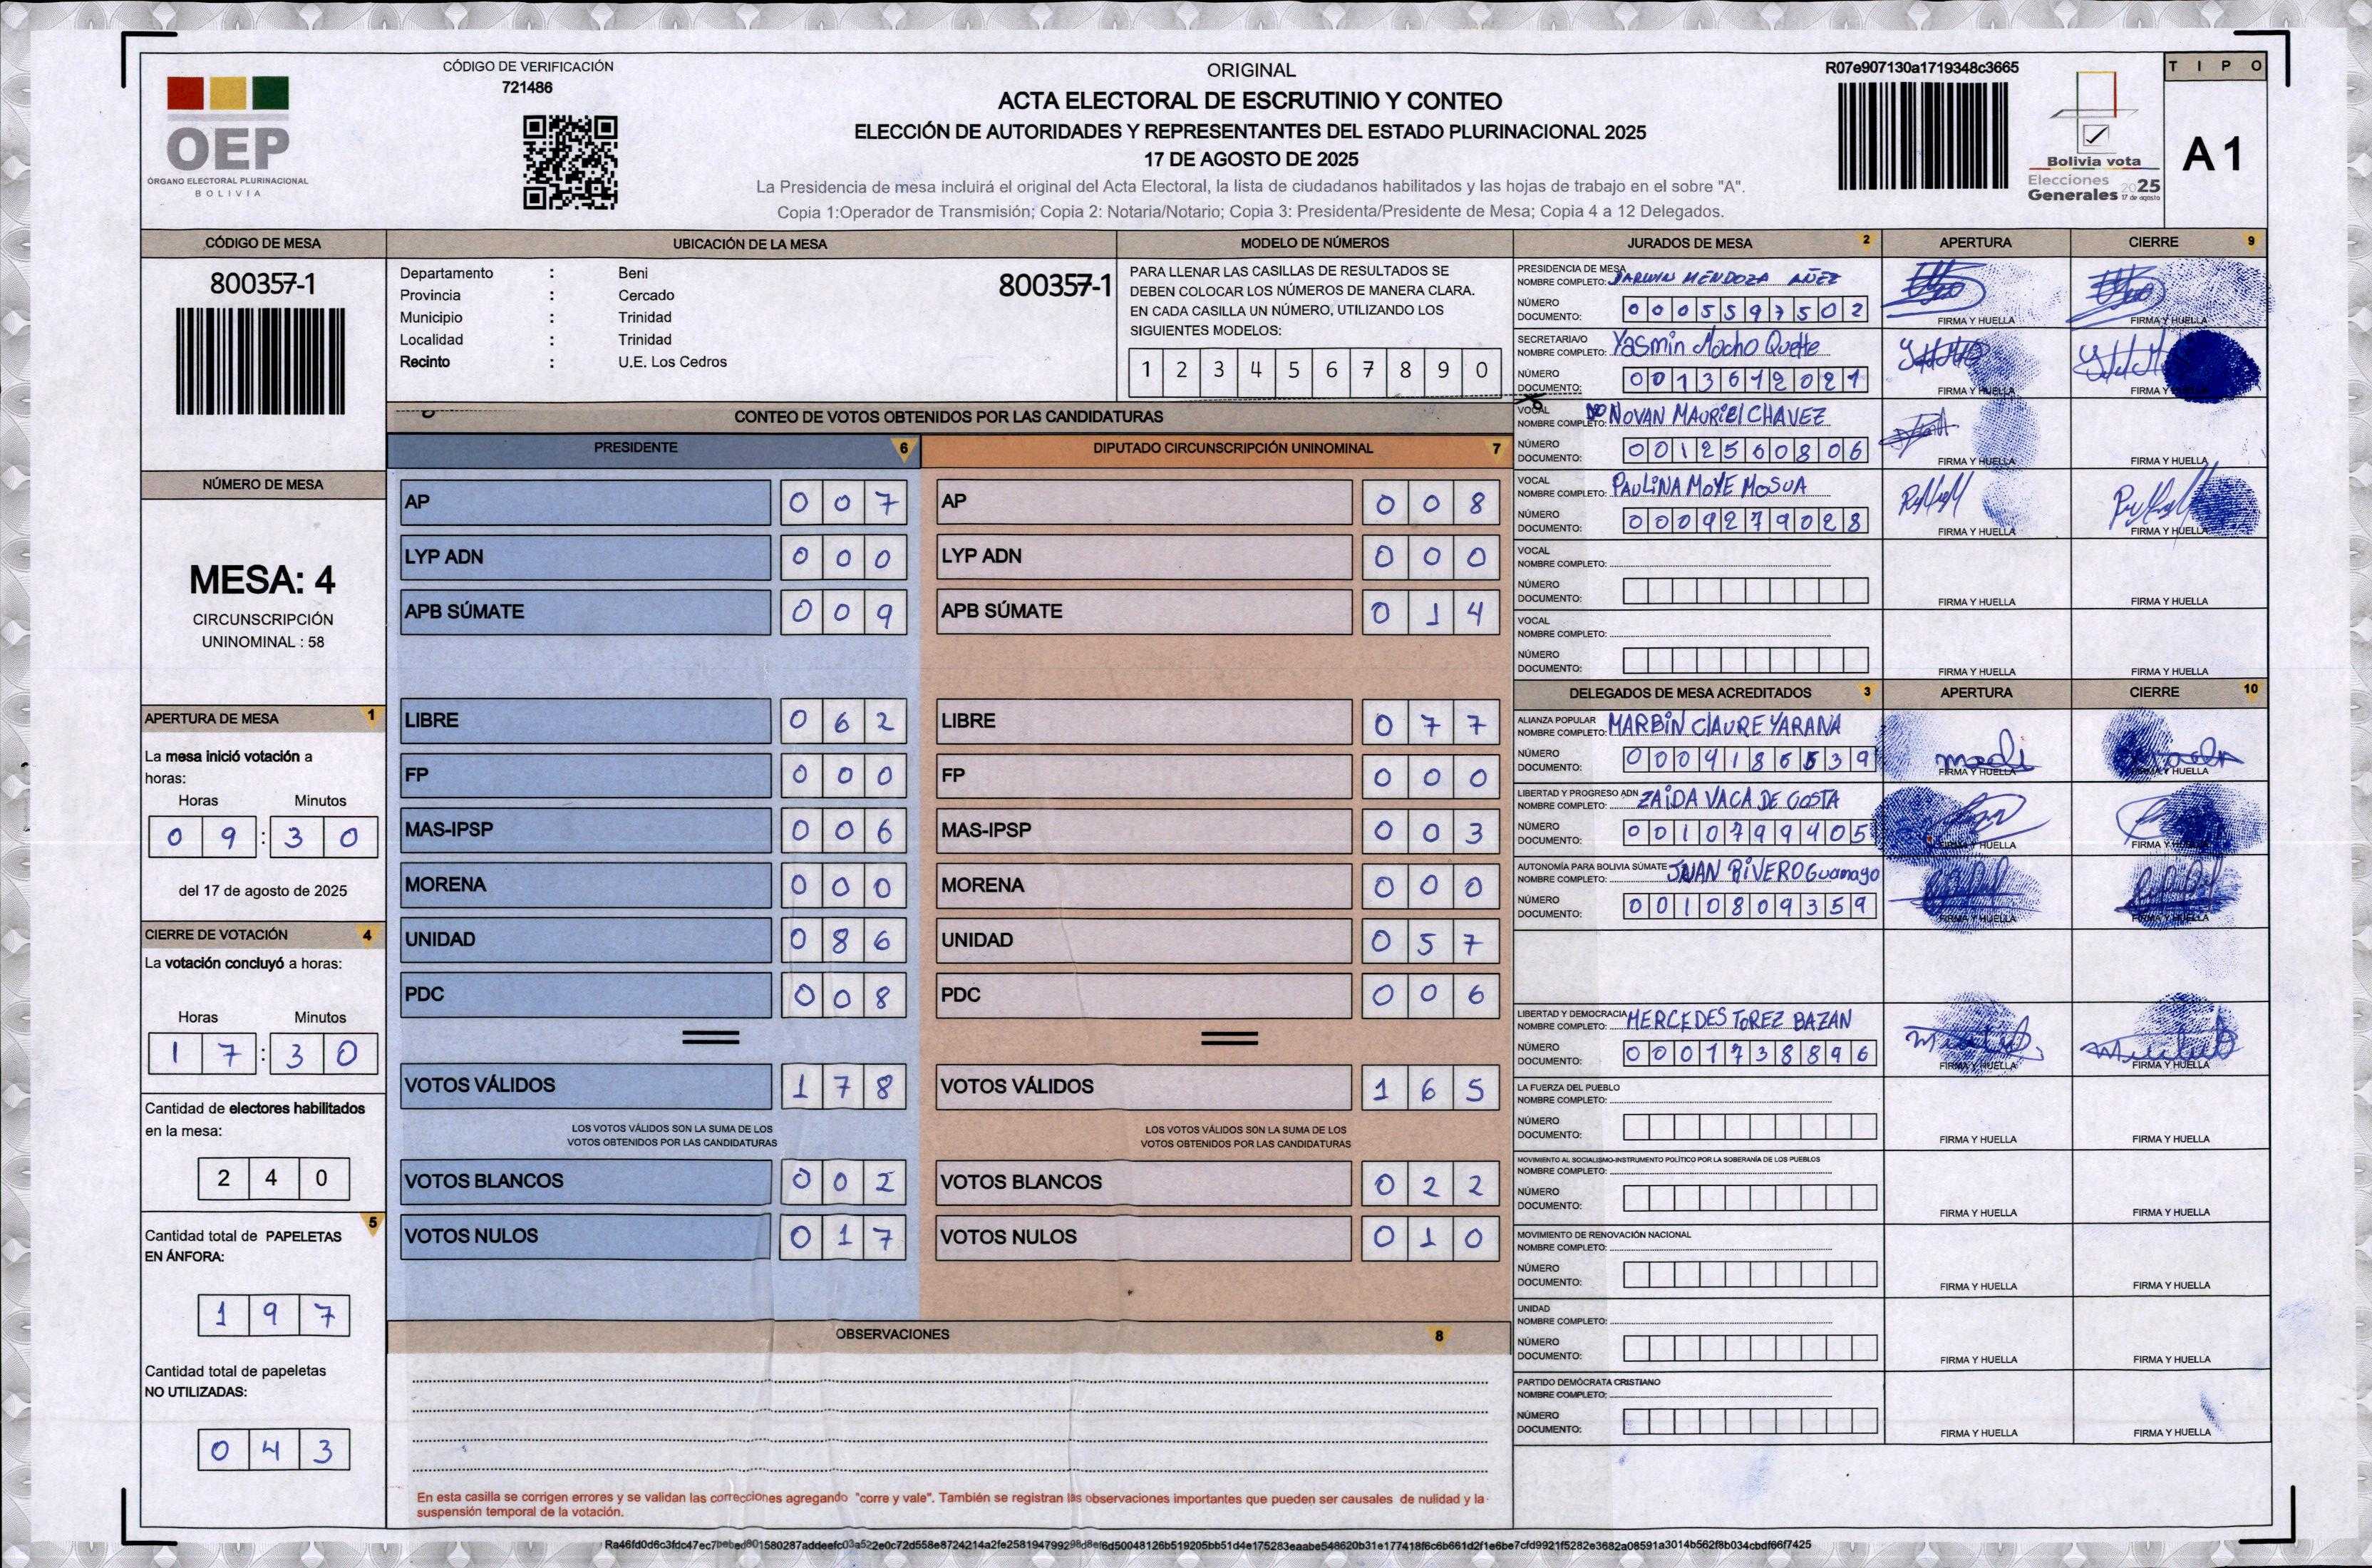 CÓDIGO DE VERIFICACIÓN
721486
OEP
ÓRGANO ELECTORAL PLURINACIONAL
BOLIVIA
ORIGINAL
ACTA ELECTORAL DE ESCRUTINIO Y CONTEO
ELECCIÓN DE AUTORIDADES Y REPRESENTANTES DEL ESTADO PLURINACIONAL 2025
17 DE AGOSTO DE 2025
La Presidencia de mesa incluirá el original del Acta Electoral, la lista de ciudadanos habilitados y las hojas de trabajo en el sobre "A".
Copia 1:Operador de Transmisión; Copia 2: Notaria/Notario; Copia 3: Presidenta/Presidente de Mesa; Copia 4 a 12 Delegados.
R07e907130a1719348c3665
Bolivia vota
Elecciones
Generales 2025
17 de agosto
TIPO
A 1
CÓDIGO DE MESA
800357-1
NÚMERO DE MESA
MESA: 4
CIRCUNSCRIPCIÓN
UNINOMINAL : 58
APERTURA DE MESA 1
La mesa inició votación a
horas:
Horas Minutos
0 9 : 3 0
del 17 de agosto de 2025
CIERRE DE VOTACIÓN 4
La votación concluyó a horas:
Horas Minutos
1 7 : 3 0
Cantidad de electores habilitados
en la mesa:
2 4 0
5
Cantidad total de PAPELETAS
EN ÁNFORA:
1 9 7
Cantidad total de papeletas
NO UTILIZADAS:
0 4 3
UBICACIÓN DE LA MESA
Departamento : Beni
800357-1
Provincia : Cercado
Municipio : Trinidad
Localidad : Trinidad
Recinto : U.E. Los Cedros
MODELO DE NÚMEROS
PARA LLENAR LAS CASILLAS DE RESULTADOS SE
DEBEN COLOCAR LOS NÚMEROS DE MANERA CLARA.
EN CADA CASILLA UN NÚMERO, UTILIZANDO LOS
SIGUIENTES MODELOS:
1 2 3 4 5 6 7 8 9 0
CONTEO DE VOTOS OBTENIDOS POR LAS CANDIDATURAS
PRESIDENTE 6
AP 0 0 7
LYP ADN 0 0 0
APB SÚMATE 0 0 9
LIBRE 0 6 2
FP 0 0 0
MAS-IPSP 0 0 6
MORENA 0 0 0
UNIDAD 0 8 6
PDC 0 0 8
VOTOS VÁLIDOS 1 7 8
LOS VOTOS VÁLIDOS SON LA SUMA DE LOS
VOTOS OBTENIDOS POR LAS CANDIDATURAS
VOTOS BLANCOS 0 0 2
VOTOS NULOS 0 1 7
DIPUTADO CIRCUNSCRIPCIÓN UNINOMINAL 7
AP 0 0 8
LYP ADN 0 0 0
APB SÚMATE 0 1 4
LIBRE 0 7 7
FP 0 0 0
MAS-IPSP 0 0 3
MORENA 0 0 0
UNIDAD 0 5 7
PDC 0 0 6
VOTOS VÁLIDOS 1 6 5
LOS VOTOS VÁLIDOS SON LA SUMA DE LOS
VOTOS OBTENIDOS POR LAS CANDIDATURAS
VOTOS BLANCOS 0 2 2
VOTOS NULOS 0 1 0
OBSERVACIONES 8
En esta casilla se corrigen errores y se validan las correcciones agregando "corre y vale". También se registran las observaciones importantes que pueden ser causales de nulidad y la
suspensión temporal de la votación.
JURADOS DE MESA 2 APERTURA CIERRE 9
PRESIDENCIA DE MESA
NOMBRE COMPLETO: DARWIN MENDOZA
NÚMERO
DOCUMENTO: 0 0 0 5 5 9 7 5 0 2
FIRMA Y HUELLA FIRMA Y HUELLA
SECRETARIA/O
NOMBRE COMPLETO: Yasmin Macho Quette
NÚMERO
DOCUMENTO: 0 0 1 3 6 1 2 0 2 1
FIRMA Y HUELLA FIRMA Y HUELLA
VOCAL
NOMBRE COMPLETO: NOVAN MAURIEL CHAVEZ
NÚMERO
DOCUMENTO: 0 0 1 2 5 6 0 8 0 6
FIRMA Y HUELLA FIRMA Y HUELLA
VOCAL
NOMBRE COMPLETO: PAULINA MOYE MOSUA
NÚMERO
DOCUMENTO: 0 0 0 9 2 7 9 0 2 8
FIRMA Y HUELLA FIRMA Y HUELLA
VOCAL
NOMBRE COMPLETO:
NÚMERO
DOCUMENTO:
FIRMA Y HUELLA FIRMA Y HUELLA
VOCAL
NOMBRE COMPLETO:
NÚMERO
DOCUMENTO:
FIRMA Y HUELLA FIRMA Y HUELLA
DELEGADOS DE MESA ACREDITADOS 3 APERTURA CIERRE 10
ALIANZA POPULAR
NOMBRE COMPLETO: MARBIN CLAURE YARANA
NÚMERO
DOCUMENTO: 0 0 0 4 1 8 6 5 3 9
FIRMA Y HUELLA FIRMA Y HUELLA
LIBERTAD Y PROGRESO ADN
NOMBRE COMPLETO: ZAIDA VACA DE COSTA
NÚMERO
DOCUMENTO: 0 0 1 0 7 9 9 4 0 5
FIRMA Y HUELLA FIRMA Y HUELLA
AUTONOMÍA PARA BOLIVIA SÚMATE
NOMBRE COMPLETO: JUAN RIVERO Guamayo
NÚMERO
DOCUMENTO: 0 0 1 0 8 0 9 3 5 9
FIRMA Y HUELLA FIRMA Y HUELLA
LIBERTAD Y DEMOCRACIA
NOMBRE COMPLETO: MERCEDES TOREZ BAZAN
NÚMERO
DOCUMENTO: 0 0 0 1 7 3 8 8 9 6
FIRMA Y HUELLA FIRMA Y HUELLA
LA FUERZA DEL PUEBLO
NOMBRE COMPLETO:
NÚMERO
DOCUMENTO:
FIRMA Y HUELLA FIRMA Y HUELLA
MOVIMIENTO AL SOCIALISMO-INSTRUMENTO POLÍTICO POR LA SOBERANÍA DE LOS PUEBLOS
NOMBRE COMPLETO:
NÚMERO
DOCUMENTO:
FIRMA Y HUELLA FIRMA Y HUELLA
MOVIMIENTO DE RENOVACIÓN NACIONAL
NOMBRE COMPLETO:
NÚMERO
DOCUMENTO:
FIRMA Y HUELLA FIRMA Y HUELLA
UNIDAD
NOMBRE COMPLETO:
NÚMERO
DOCUMENTO:
FIRMA Y HUELLA FIRMA Y HUELLA
PARTIDO DEMÓCRATA CRISTIANO
NOMBRE COMPLETO:
NÚMERO
DOCUMENTO:
FIRMA Y HUELLA FIRMA Y HUELLA